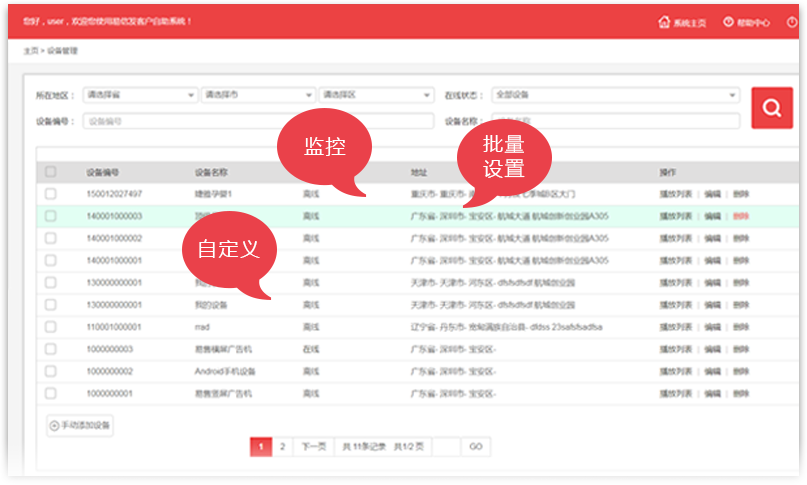 您好，user，欢迎您使用易信发客户自助系统！ 系统主页 帮助中心
主页 > 设备管理
所在地区： 请选择省 请选择市 请选择区 在线状态： 全部设备
设备编号： 设备编号 设备名称：
监控
批量
设置
自定义
设备编号 设备名称 地址 操作
150012027497 离线 重庆市- 重庆市- 播放列表 | 编辑 | 删除
140001000003 离线 广东省- 深圳市- 宝安区- 航城大道 航城创新创业园A305 播放列表 | 编辑 | 删除
140001000002 离线 广东省- 深圳市- 宝安区- 航城大道 航城创新创业园A305 播放列表 | 编辑 | 删除
140001000001 离线 广东省- 深圳市- 宝安区- 航城大道 航城创新创业园A305 播放列表 | 编辑 | 删除
130000000001 离线 天津市- 天津市- 河东区- dfsfsdfsdf 航城创业园 播放列表 | 编辑 | 删除
130000000001 我的设备 离线 天津市- 天津市- 河东区- dfsfsdfsdf 航城创业园 播放列表 | 编辑 | 删除
110001000001 离线 辽宁省- 丹东市- 宽甸满族自治县- 播放列表 | 编辑 | 删除
1000000003 易售横屏广告机 在线 广东省- 深圳市- 宝安区- 播放列表 | 编辑 | 删除
1000000002 Android手机设备 离线 广东省- 深圳市- 宝安区- 播放列表 | 编辑 | 删除
1000000001 易售竖屏广告机 离线 广东省- 深圳市- 宝安区- 播放列表 | 编辑 | 删除
手动添加设备
1 2 下一页 共 11条记录 共1/2 页 GO